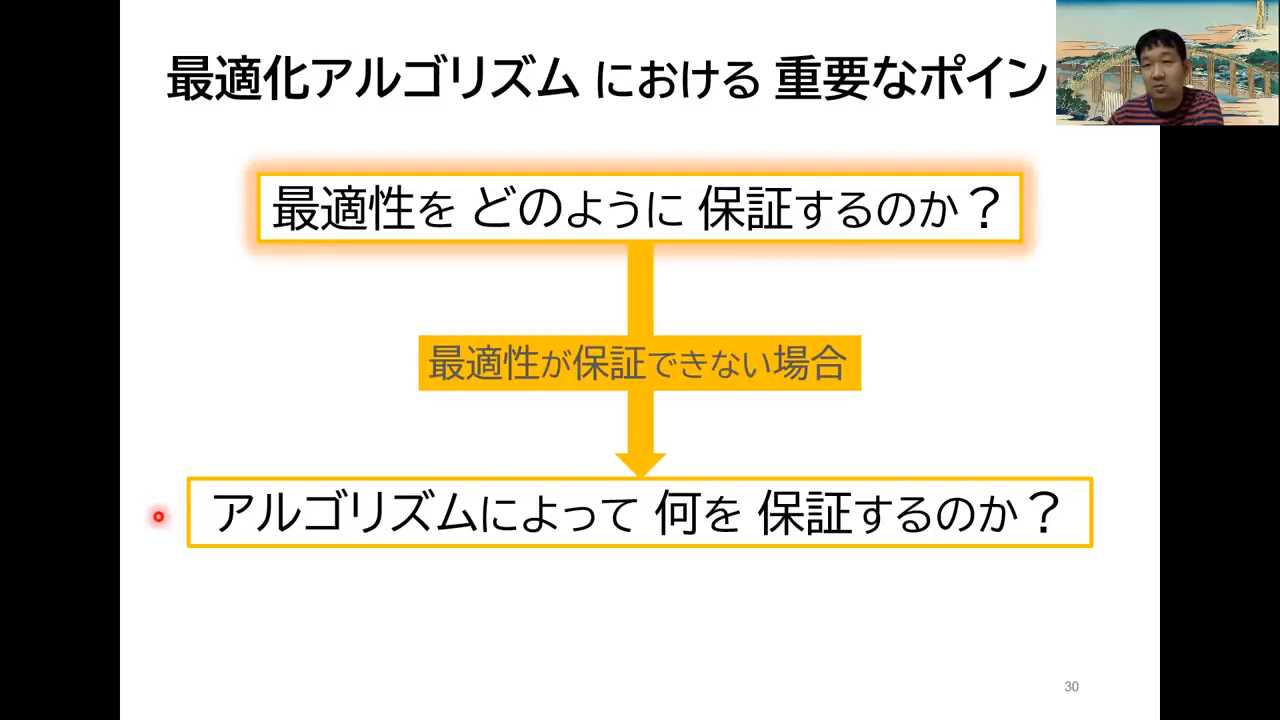 最適化アルゴリズム における 重要なポイン
最適性を どのように 保証するのか？
最適性が保証できない場合
アルゴリズムによって 何を 保証するのか？
30